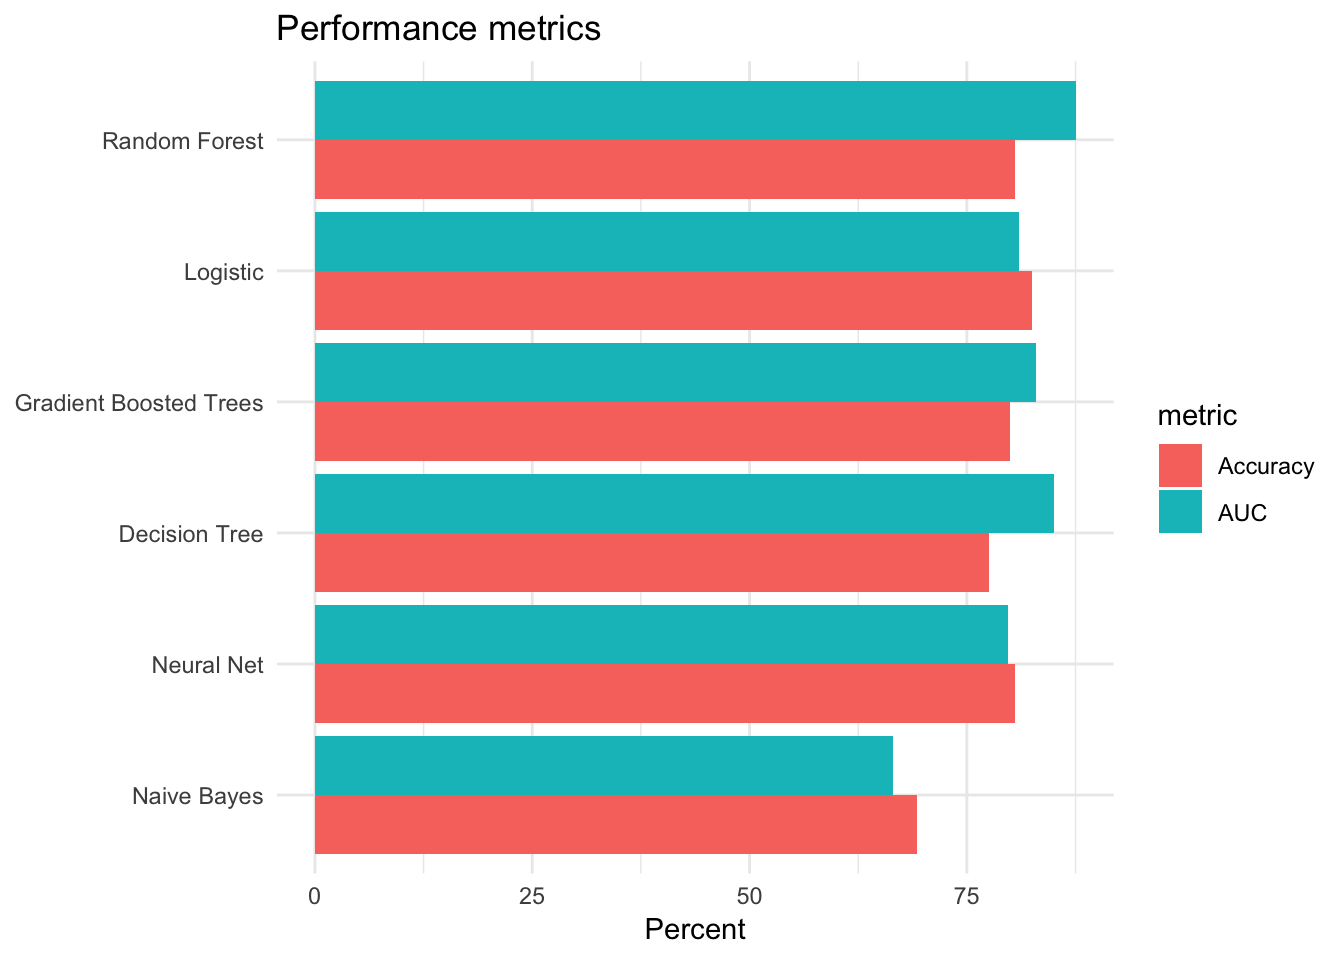 Performance metrics
Random Forest
Logistic
Gradient Boosted Trees
Decision Tree
Neural Net
Naive Bayes
0 25 50 75
Percent
metric
Accuracy
AUC